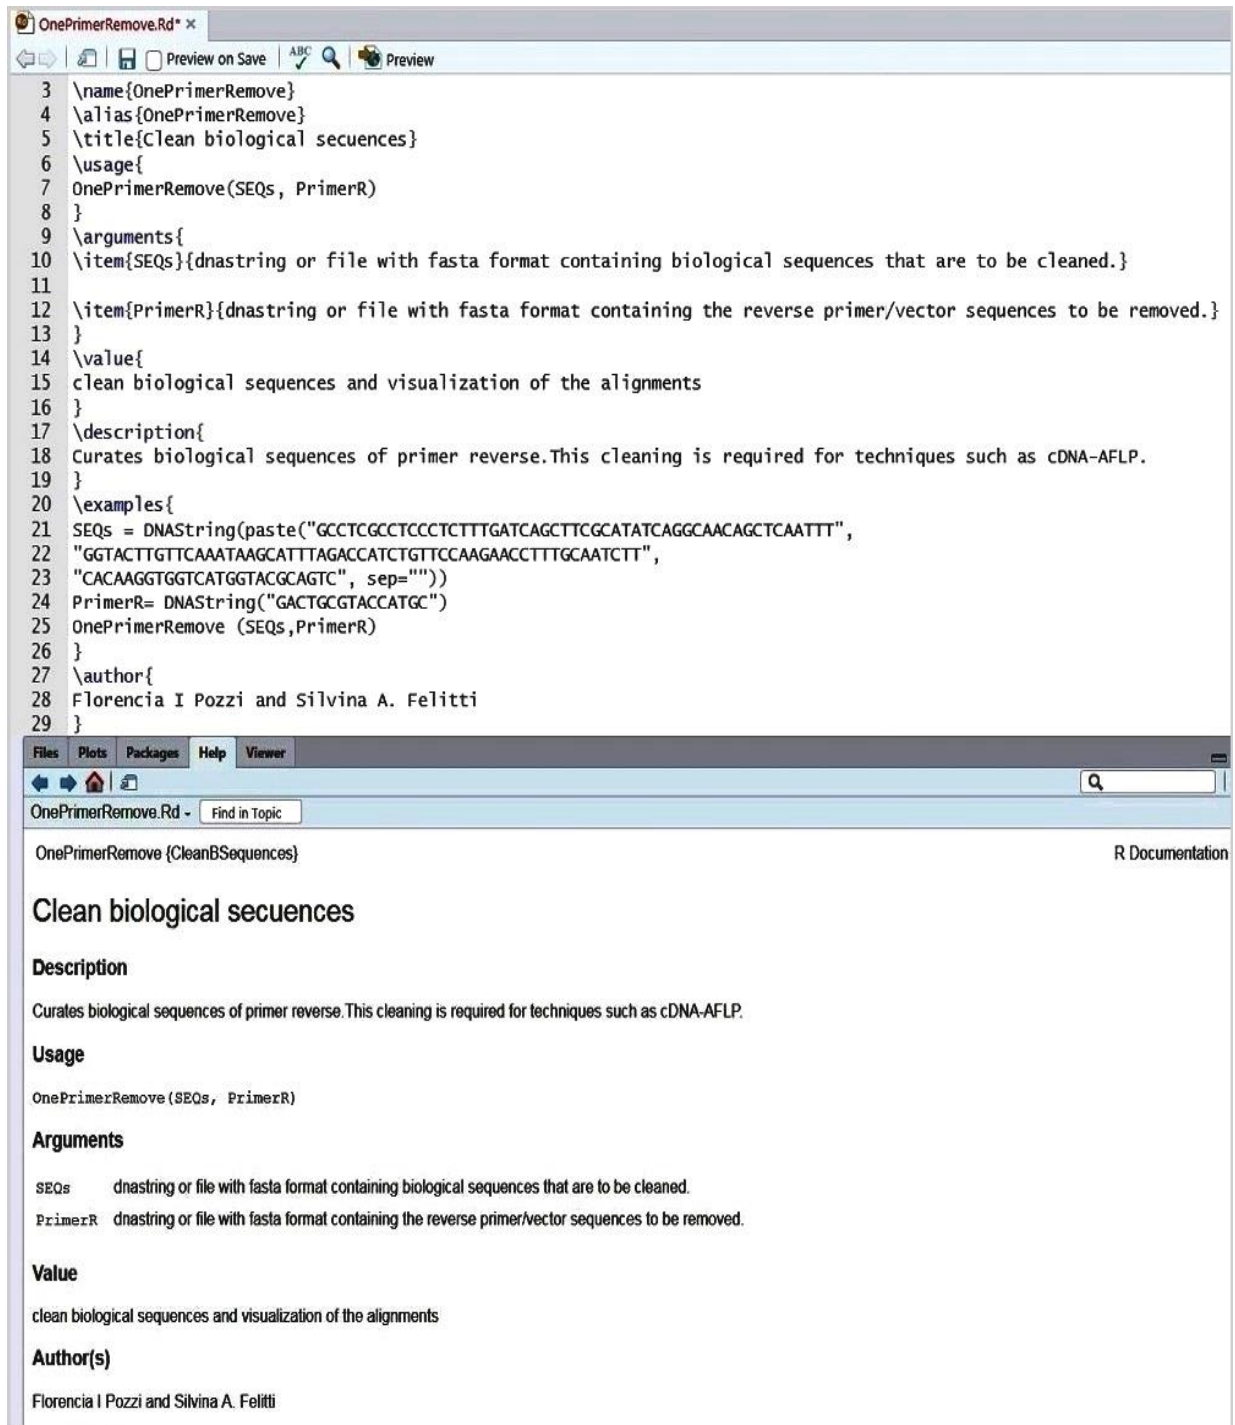 OnePrimerRemove.Rd* ×
Preview on Save ABC Preview
3 \name{OnePrimerRemove}
4 \alias{OnePrimerRemove}
5 \title{Clean biological secuences}
6 \usage{
7 OnePrimerRemove(SEQs, PrimerR)
8 }
9 \arguments{
10 \item{SEQs}{dnastring or file with fasta format containing biological sequences that are to be cleaned.}
11
12 \item{PrimerR}{dnastring or file with fasta format containing the reverse primer/vector sequences to be removed.}
13 }
14 \value{
15 clean biological sequences and visualization of the alignments
16 }
17 \description{
18 Curates biological sequences of primer reverse.This cleaning is required for techniques such as cDNA-AFLP.
19 }
20 \examples{
21 SEQs = DNAString(paste("GCCTCGCCTCCCTCTTTGATCAGCTTCGCATATCAGGCAACAGCTCAATTT",
22 "GGTACTTGTTCAAATAAGCATTTAGACCATCTGTTCCAAGAACCTTTGCAATCTT",
23 "CACAAGGTGGTCATGGTACGCAGTC", sep=""))
24 PrimerR= DNAString("GACTGCGTACCATGC")
25 OnePrimerRemove (SEQs,PrimerR)
26 }
27 \author{
28 Florencia I Pozzi and Silvina A. Felitti
29 }
Files Plots Packages Help Viewer
OnePrimerRemove.Rd Find in Topic
OnePrimerRemove {CleanBSequences} R Documentation
Clean biological secuences
Description
Curates biological sequences of primer reverse.This cleaning is required for techniques such as cDNA-AFLP.
Usage
OnePrimerRemove(SEQs, PrimerR)
Arguments
SEQs dnastring or file with fasta format containing biological sequences that are to be cleaned.
PrimerR dnastring or file with fasta format containing the reverse primer/vector sequences to be removed.
Value
clean biological sequences and visualization of the alignments
Author(s)
Florencia I Pozzi and Silvina A. Felitti